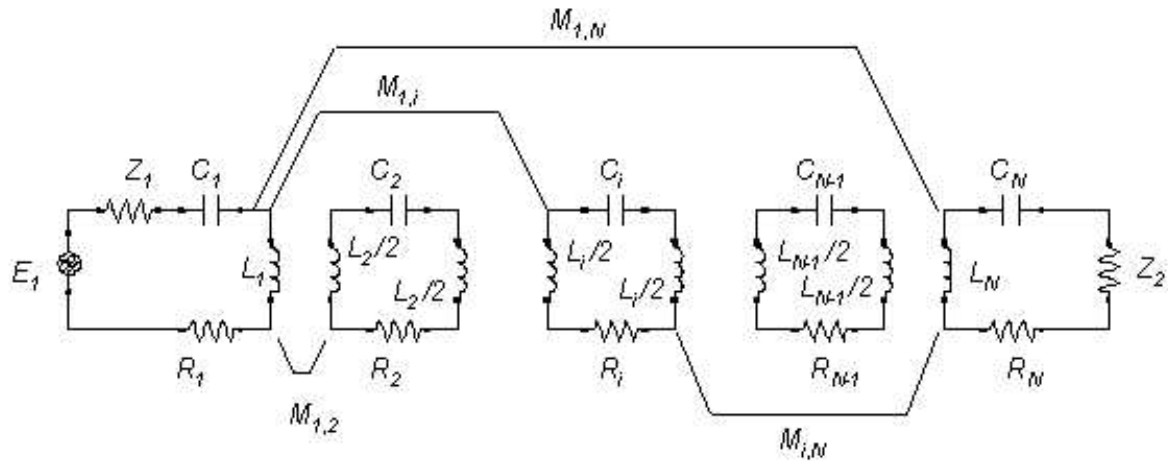 M1,N
M1,i
Z1 C1 C2 Ci CN-1 CN
E1 L1 L2/2 L2/2 Li/2 Li/2 LN-1/2 LN-1/2 LN Z2
R1 R2 Ri RN-1 RN
M1,2 Mi,N